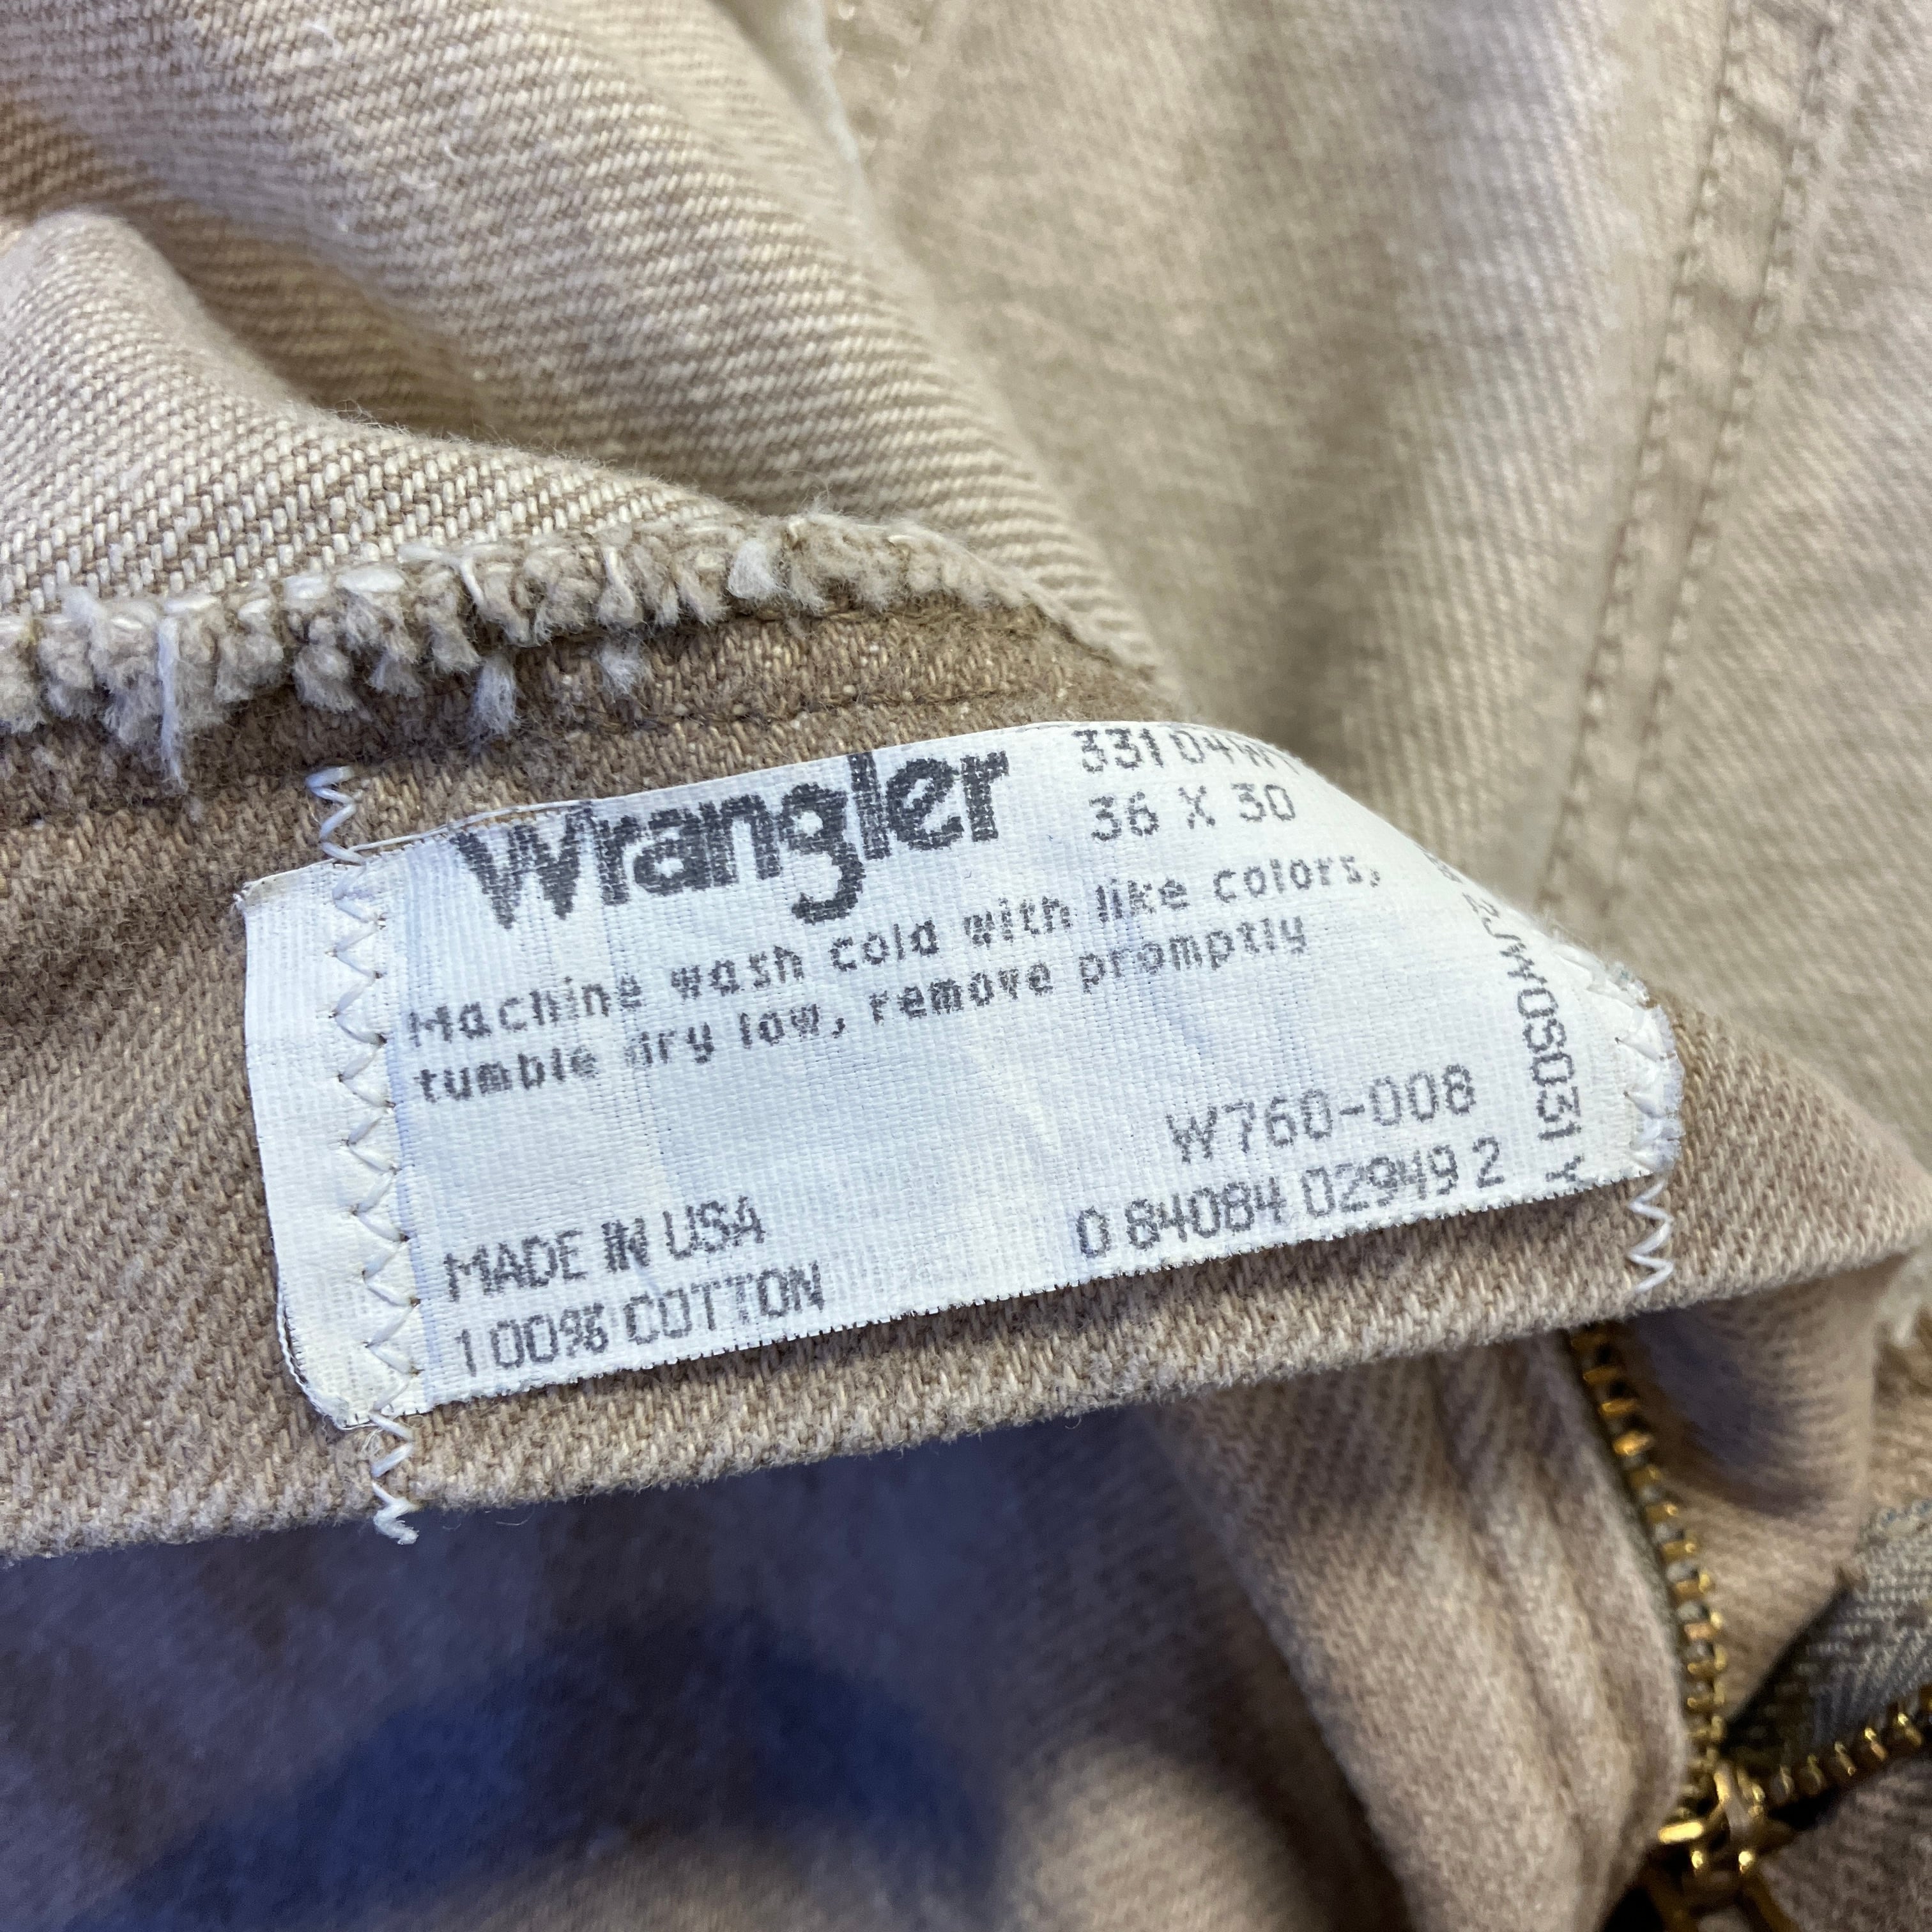 Wrangler
33104WT
36 X 30
Machine wash cold with like colors,
tumble dry low, remove promptly
W760-008
0 84084 02949 2
MADE IN USA
100% COTTON